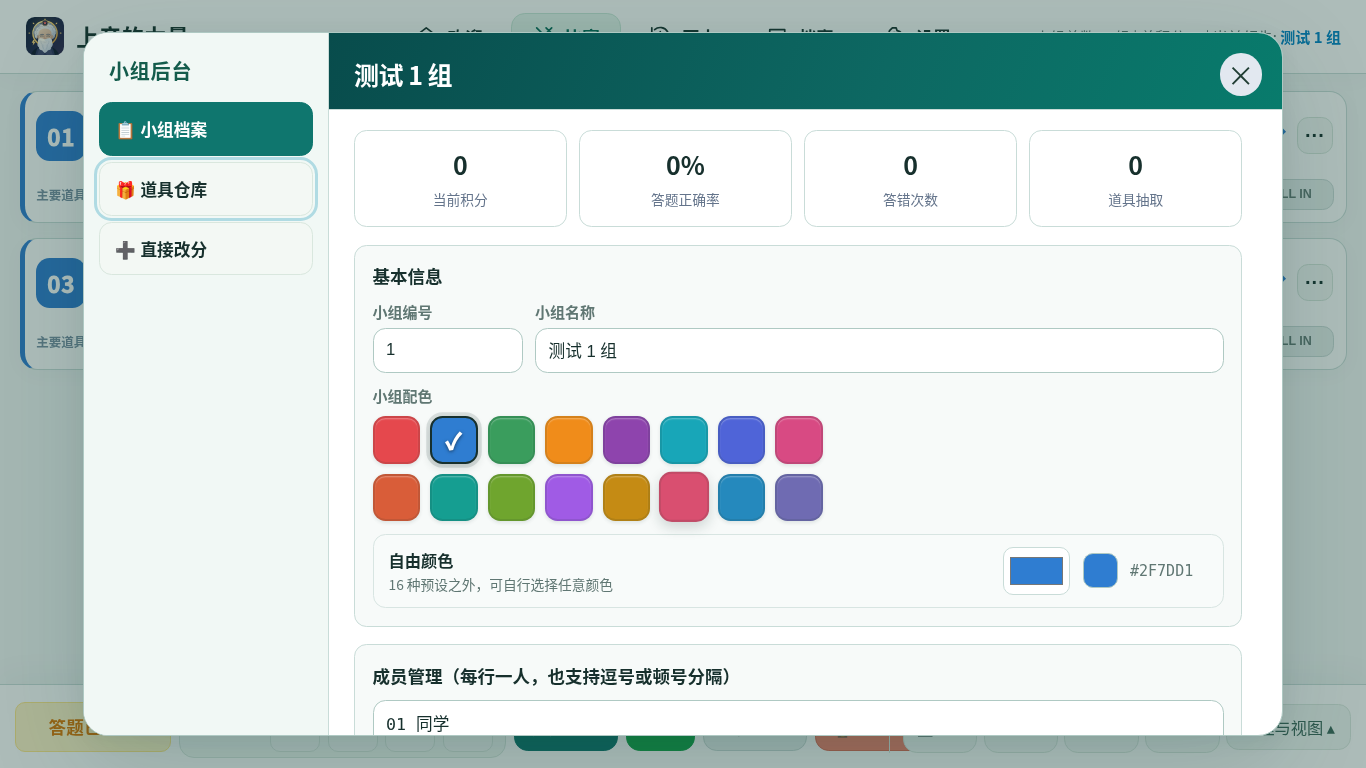 小组后台
测试 1 组
📋 小组档案
🎁 道具仓库
➕ 直接改分
0
当前积分
0%
答题正确率
0
答错次数
0
道具抽取
基本信息
小组编号
小组名称
1
测试 1 组
小组配色
✓
自由颜色
16 种预设之外，可自行选择任意颜色
#2F7DD1
成员管理（每行一人，也支持逗号或顿号分隔）
01 同学
测试 1 组
01
主要道具
03
主要道具
...
LL IN
...
LL IN
答题
与视图▲